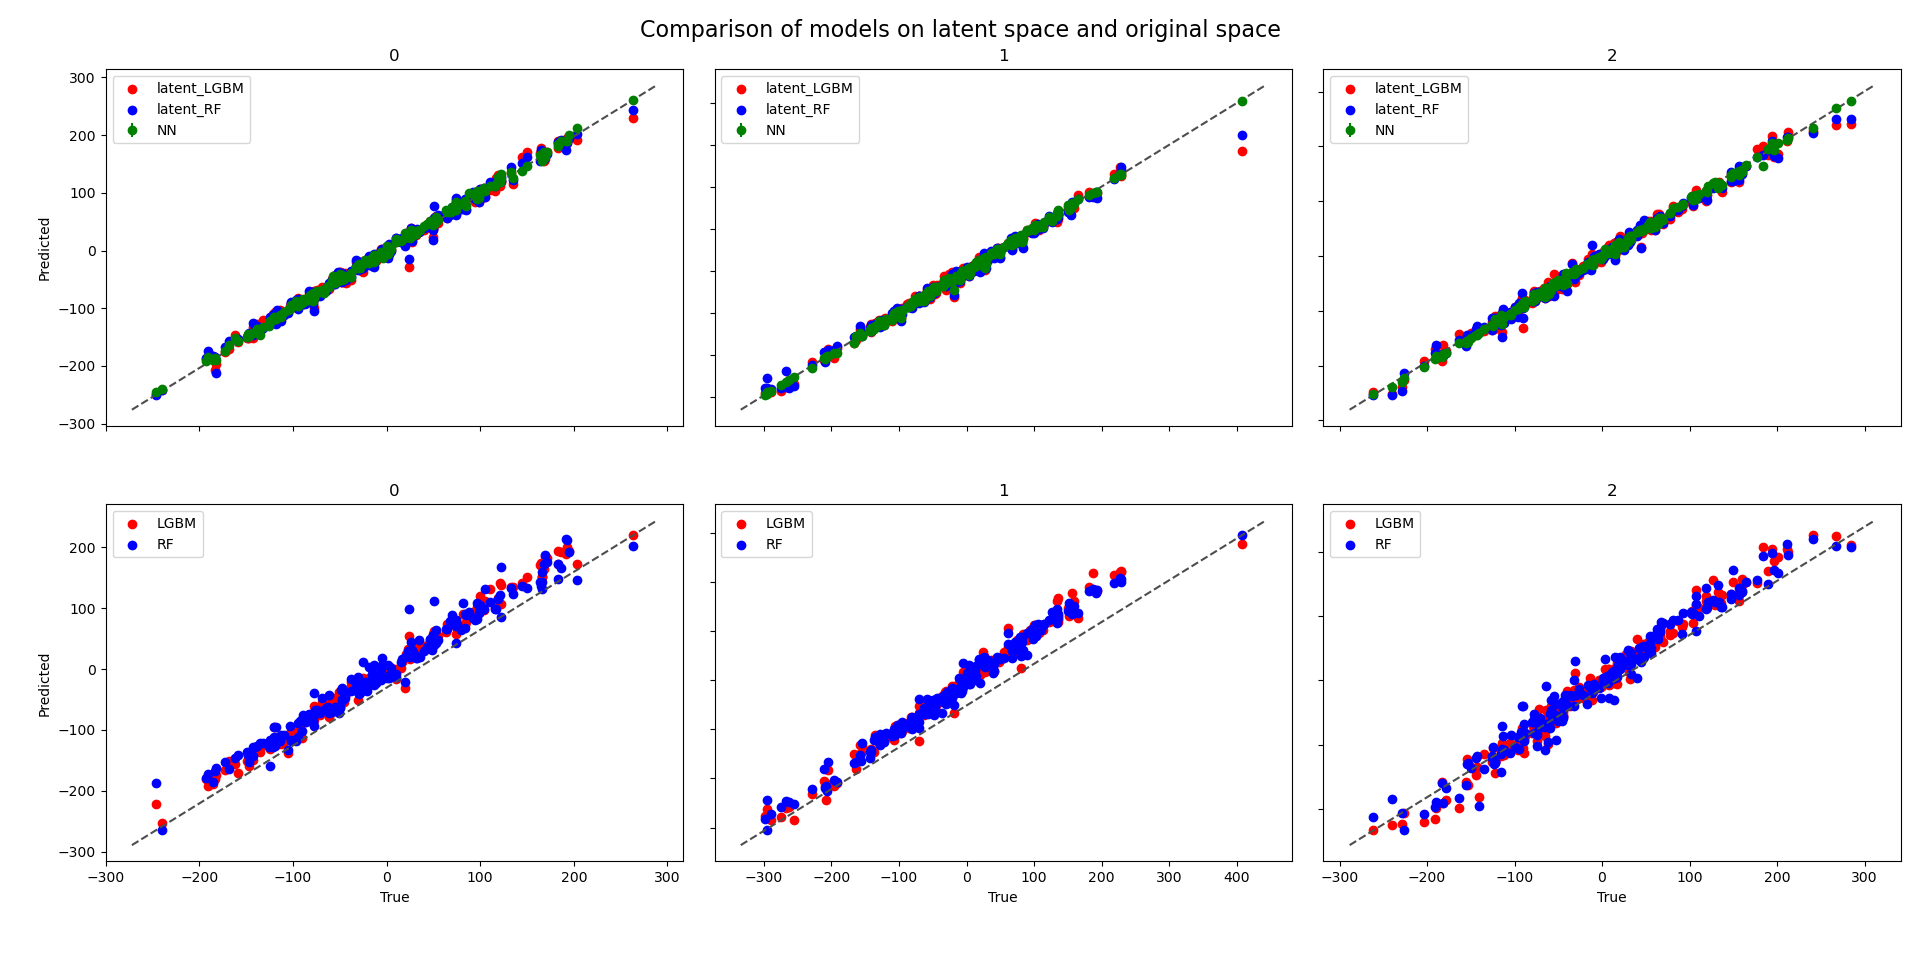 Comparison of models on latent space and original space
0
1
2
latent_LGBM
latent_RF
NN
latent_LGBM
latent_RF
NN
latent_LGBM
latent_RF
NN
300
200
100
0
−100
−200
−300
Predicted
0
1
2
LGBM
RF
LGBM
RF
LGBM
RF
200
100
0
−100
−200
−300
Predicted
−300 −200 −100 0 100 200 300
−300 −200 −100 0 100 200 300 400
−300 −200 −100 0 100 200 300
True
True
True